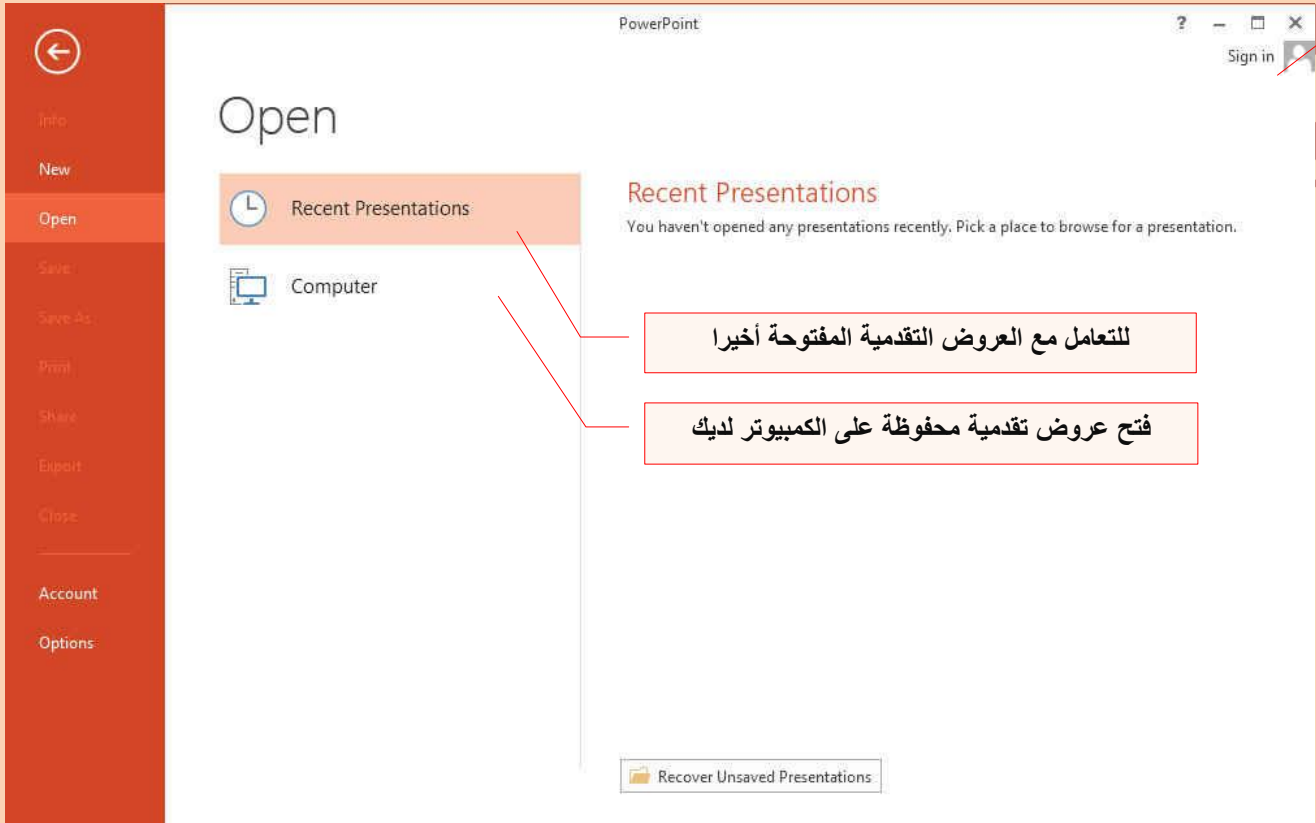 PowerPoint
?
Sign in
Info
New
Open
Save
Save As
Print
Share
Export
Close
Account
Options
Open
Recent Presentations
Computer
Recent Presentations
You haven't opened any presentations recently. Pick a place to browse for a presentation.
للتعامل مع العروض التقدمية المفتوحة أخيرا
فتح عروض تقدمية محفوظة على الكمبيوتر لديك
Recover Unsaved Presentations